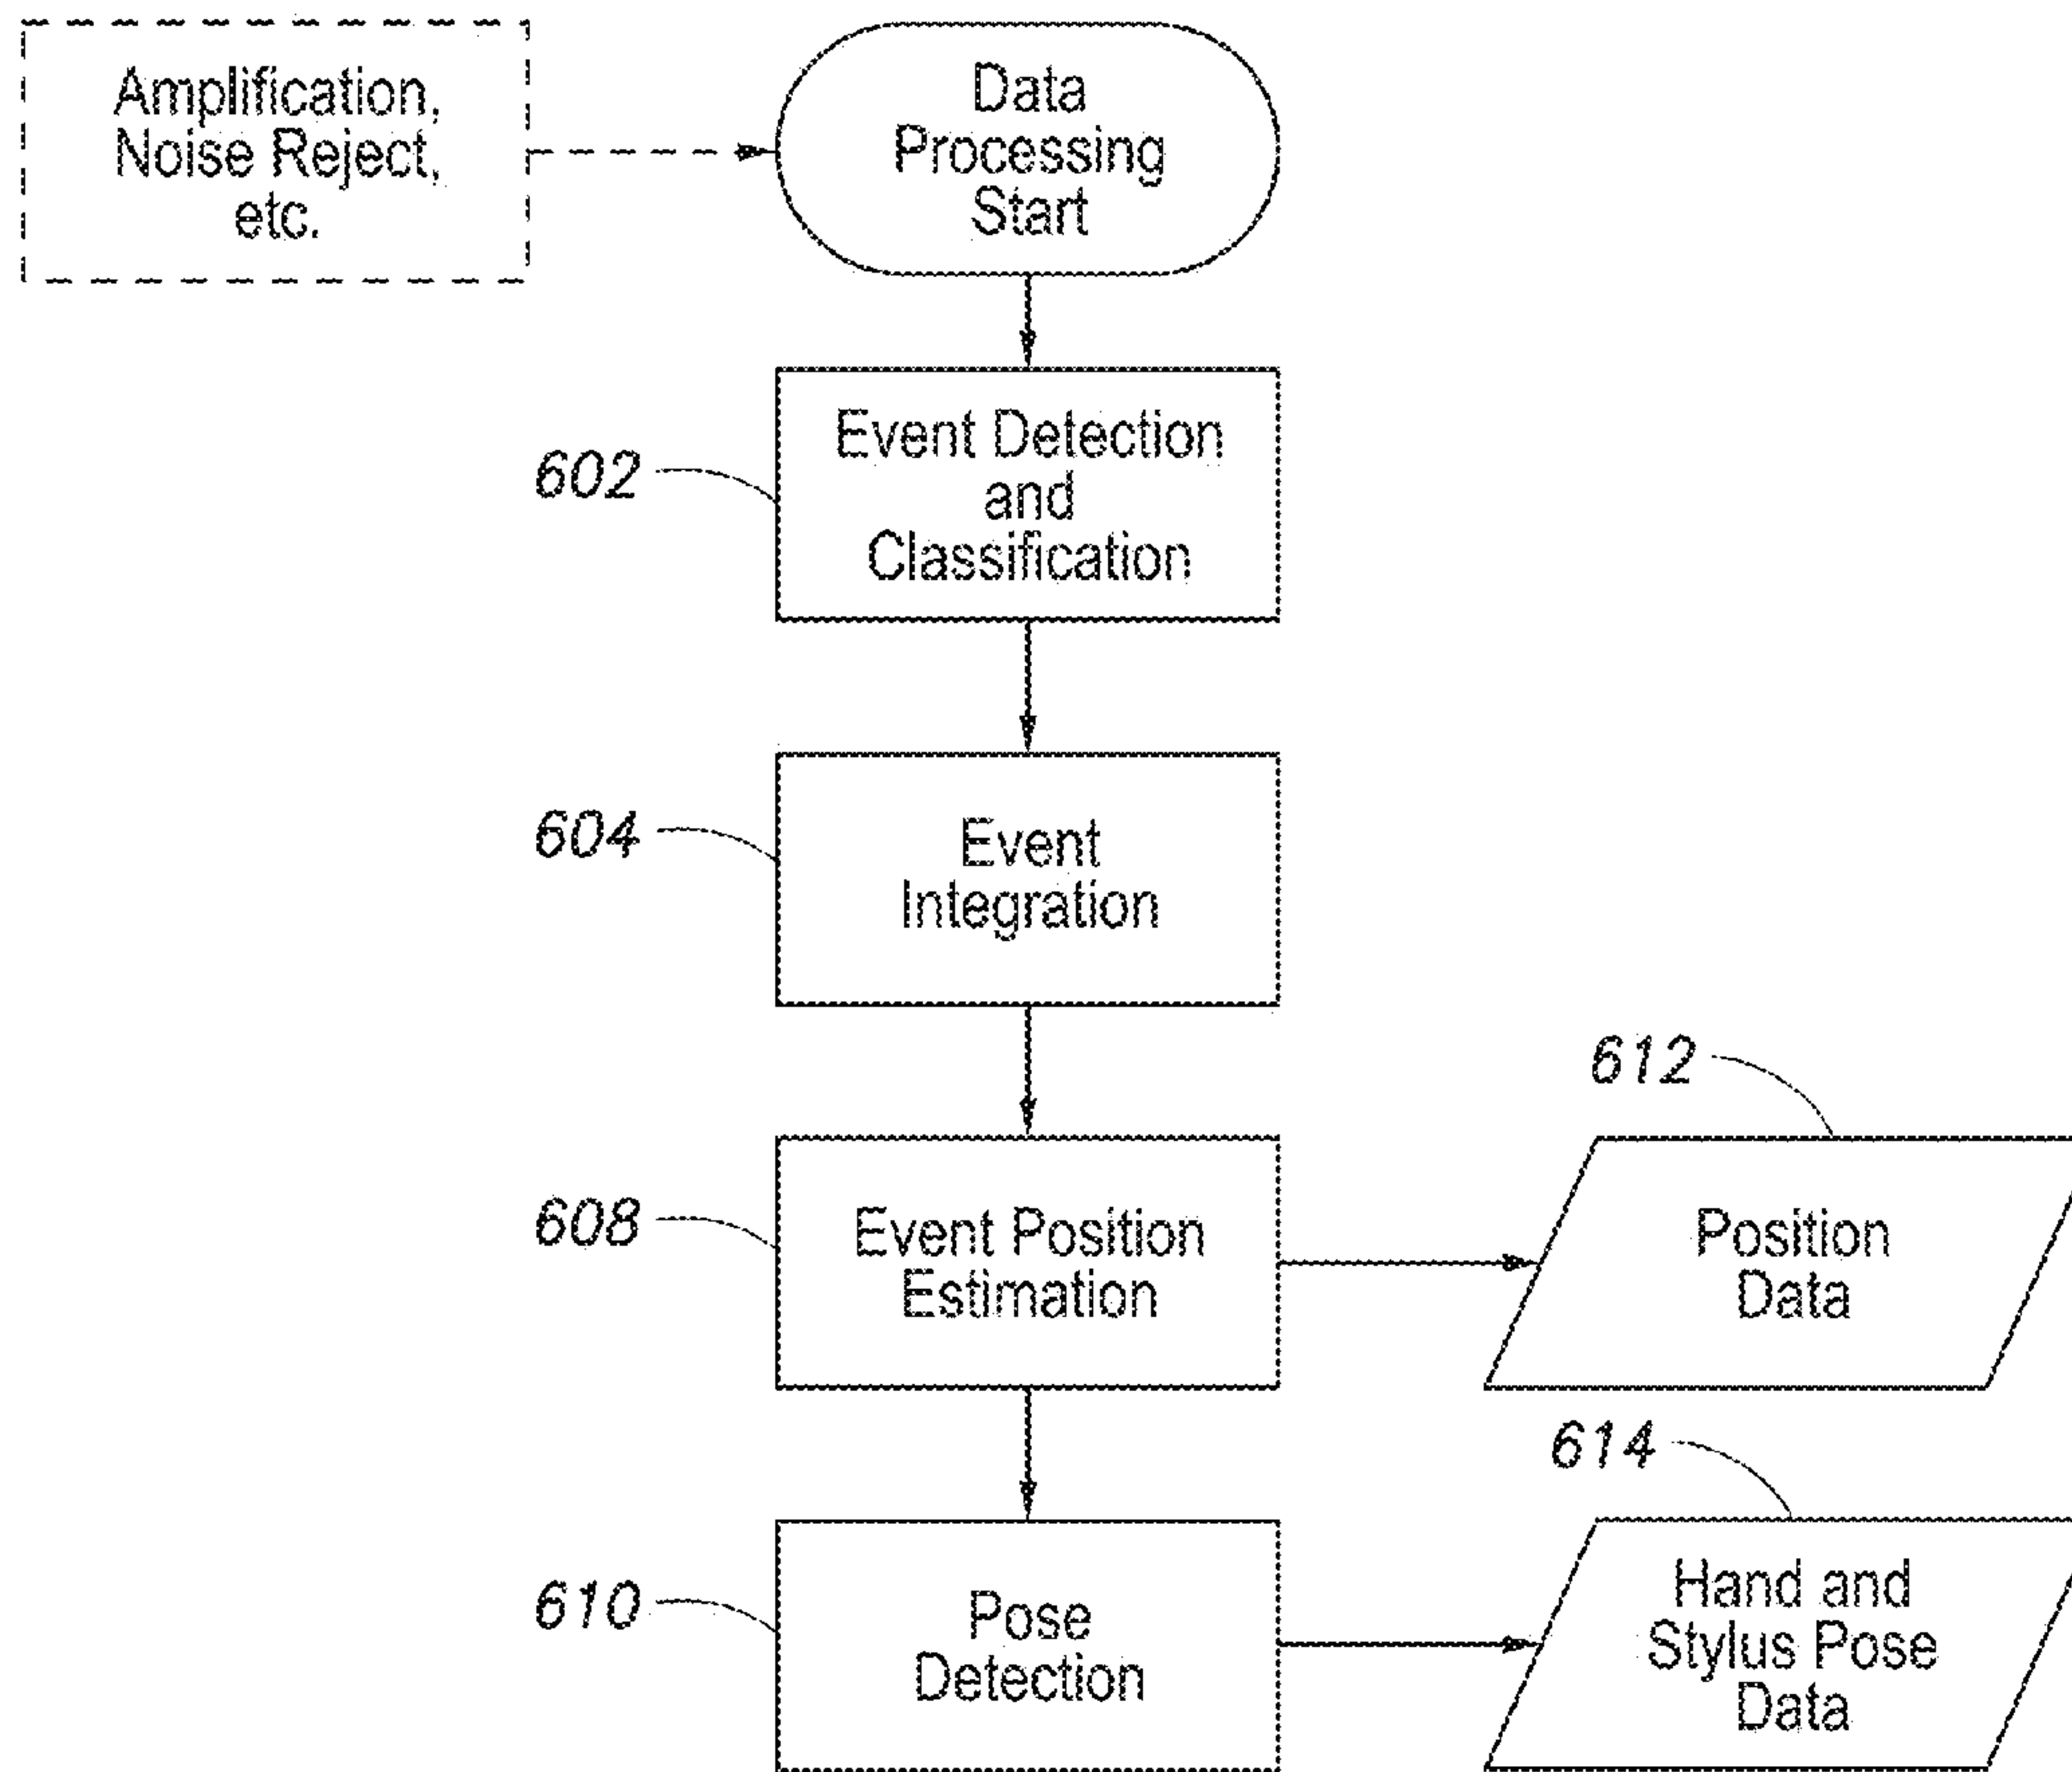 Amplification,
Noise Reject,
etc.
Data
Processing
Start
602
Event Detection
and
Classification
604
Event
Integration
608
Event Position
Estimation
612
Position
Data
610
Pose
Detection
614
Hand and
Stylus Pose
Data